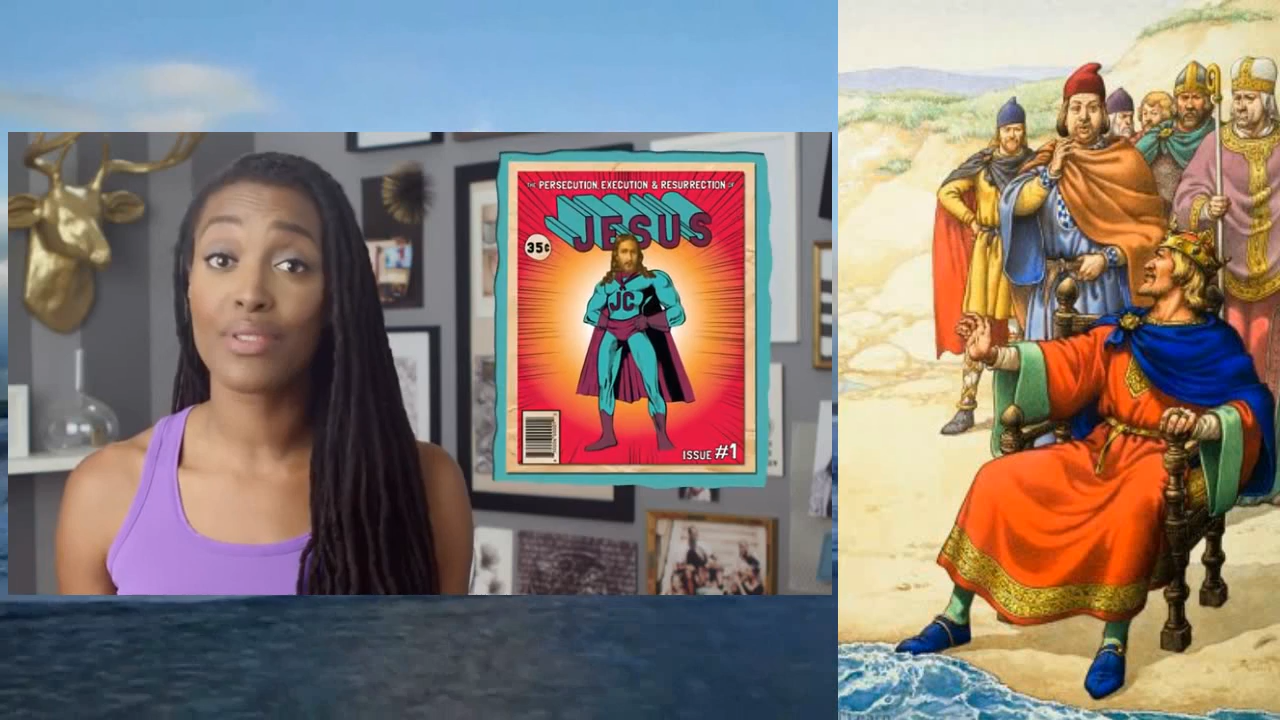 THE PERSECUTION, EXECUTION & RESURRECTION OF
JESUS
35¢
JC
ISSUE #1